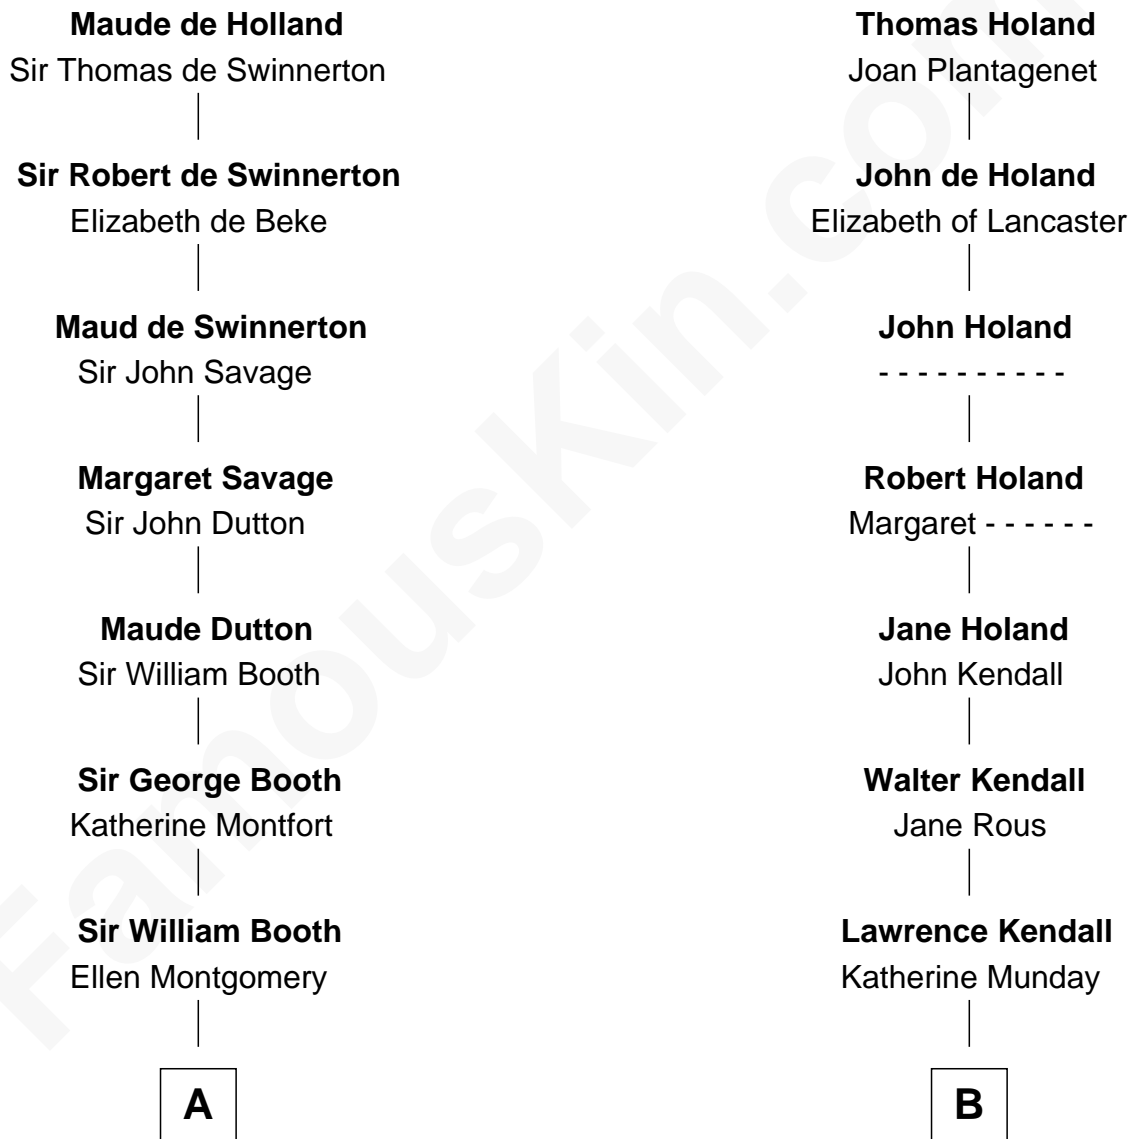 Maude de Holland
Sir Thomas de Swinnerton
Sir Robert de Swinnerton
Elizabeth de Beke
Maud de Swinnerton
Sir John Savage
Margaret Savage
Sir John Dutton
Maude Dutton
Sir William Booth
Sir George Booth
Katherine Montfort
Sir William Booth
Ellen Montgomery
A
Thomas Holand
Joan Plantagenet
John de Holand
Elizabeth of Lancaster
John Holand
- - - - - - - - - -
Robert Holand
Margaret - - - - - -
Jane Holand
John Kendall
Walter Kendall
Jane Rous
Lawrence Kendall
Katherine Munday
B
FamousKin.com